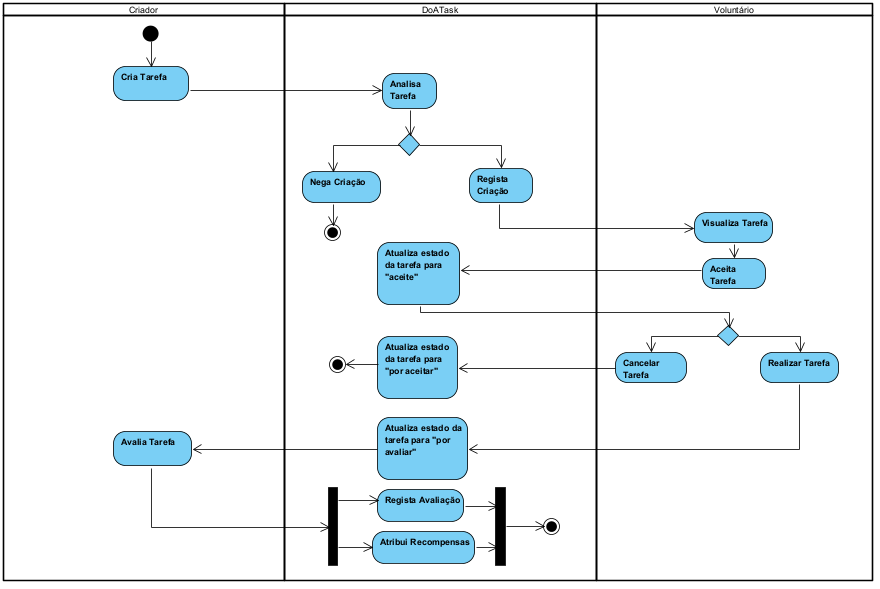 Criador
DoATask
Voluntário
Cria Tarefa
Analisa
Tarefa
Nega Criação
Regista
Criação
Visualiza Tarefa
Aceita
Tarefa
Atualiza estado
da tarefa para
"aceite"
Cancelar
Tarefa
Realizar Tarefa
Atualiza estado
da tarefa para
"por aceitar"
Atualiza estado da
tarefa para "por
avaliar"
Avalia Tarefa
Regista Avaliação
Atribui Recompensas